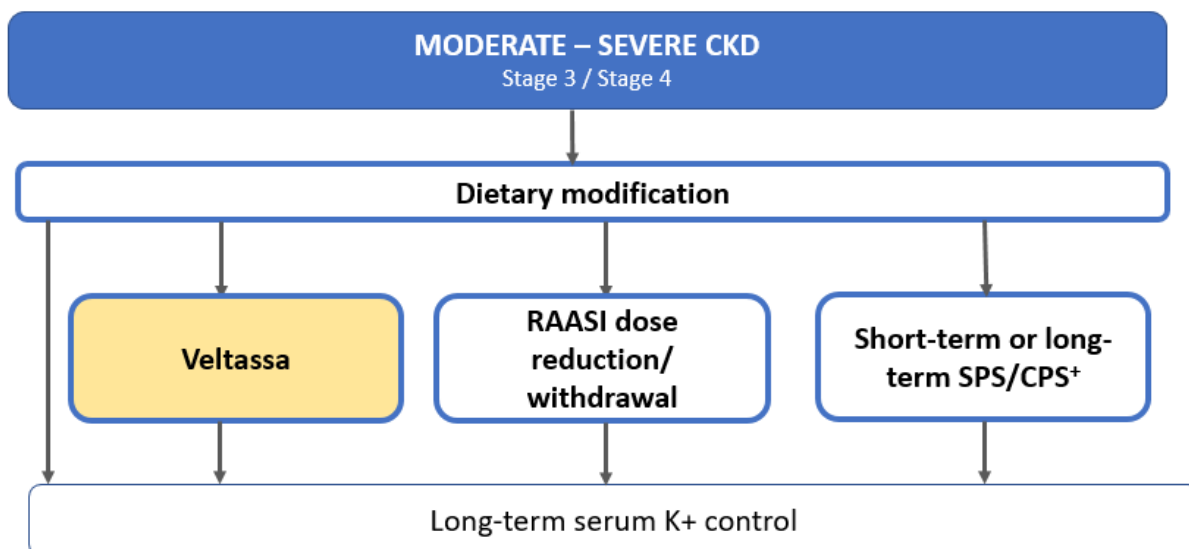 MODERATE – SEVERE CKD
Stage 3 / Stage 4
Dietary modification
Veltassa
RAASI dose
reduction/
withdrawal
Short-term or long-
term SPS/CPS⁺
Long-term serum K+ control